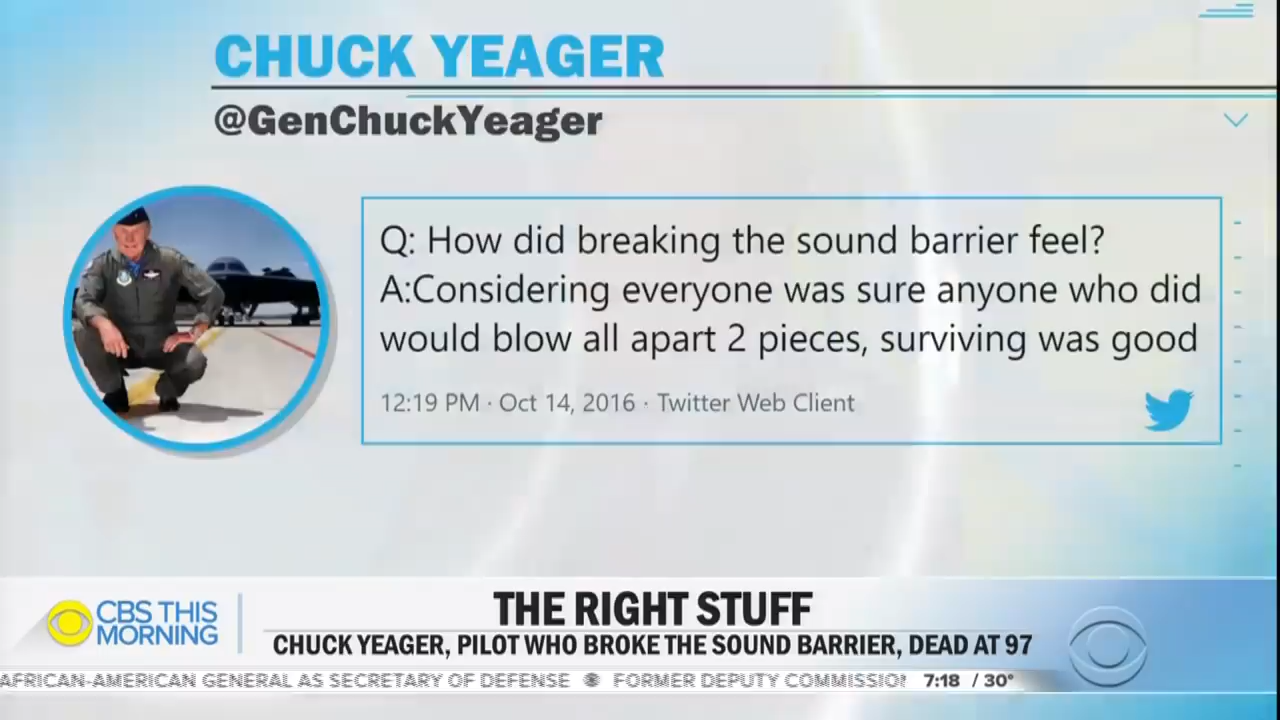 CHUCK YEAGER
@GenChuckYeager
Q: How did breaking the sound barrier feel?
A:Considering everyone was sure anyone who did
would blow all apart 2 pieces, surviving was good
12:19 PM · Oct 14, 2016 · Twitter Web Client
CBS THIS
MORNING
THE RIGHT STUFF
CHUCK YEAGER, PILOT WHO BROKE THE SOUND BARRIER, DEAD AT 97
AFRICAN-AMERICAN GENERAL AS SECRETARY OF DEFENSE FORMER DEPUTY COMMISSIO 7:18 / 30°